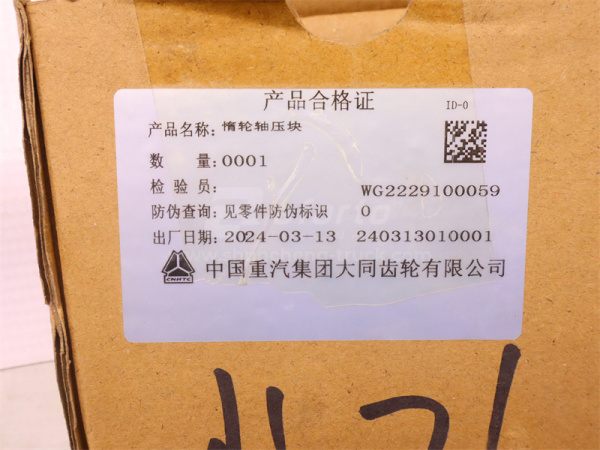 产品合格证
ID-0
产品名称：惰轮轴压块
数 量：0001
检 验 员：
WG2229100059
防伪查询：见零件防伪标识 0
出厂日期：2024-03-13 240313010001
CNHTC
中国重汽集团大同齿轮有限公司